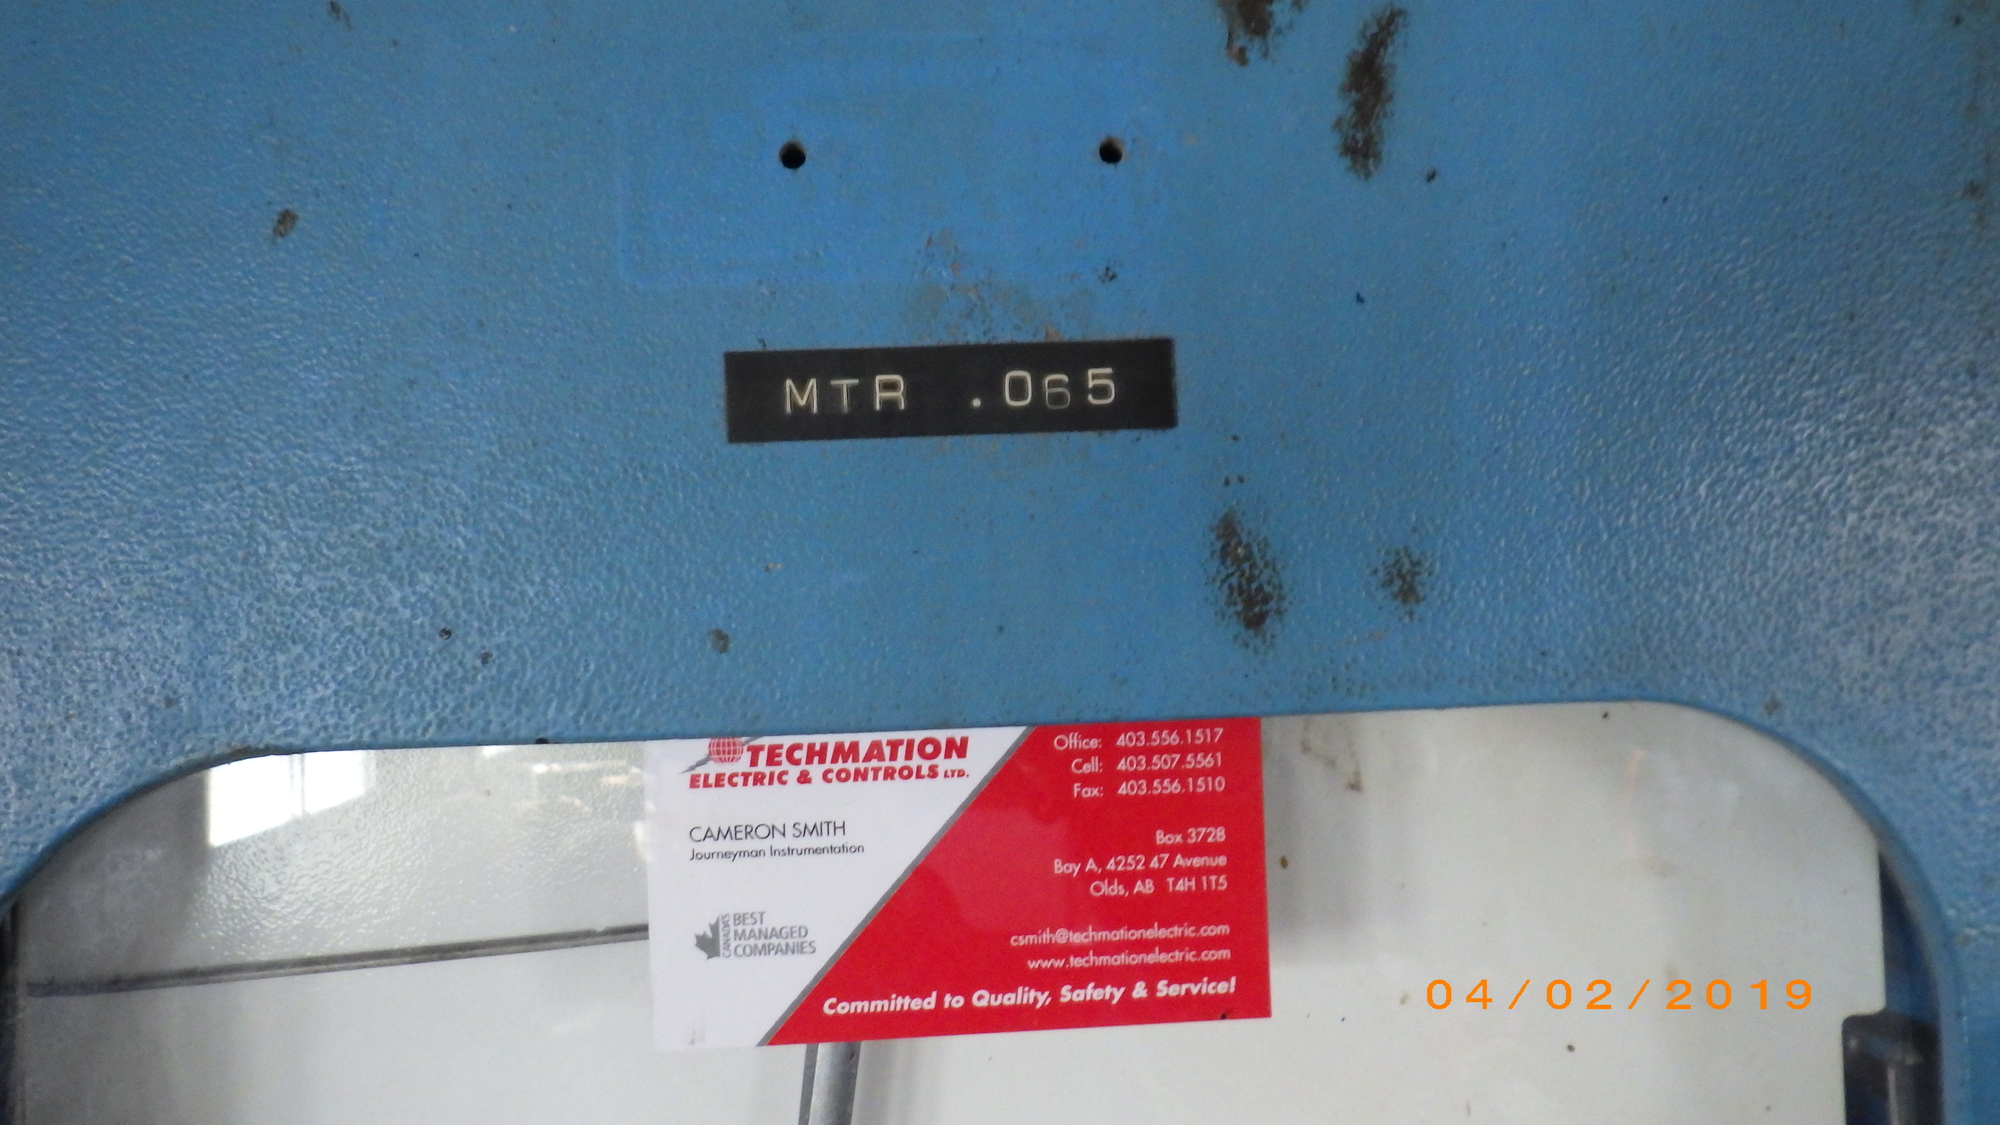 MTR .065
TECHMATION
ELECTRIC & CONTROLS LTD.
CAMERON SMITH
Journeyman Instrumentation
CANADA'S
BEST
MANAGED
COMPANIES
Office: 403.556.1517
Cell: 403.507.5561
Fax: 403.556.1510
Box 3728
Bay A, 4252 47 Avenue
Olds, AB T4H 1T5
csmith@techmationelectric.com
www.techmationelectric.com
Committed to Quality, Safety & Service!
04/02/2019